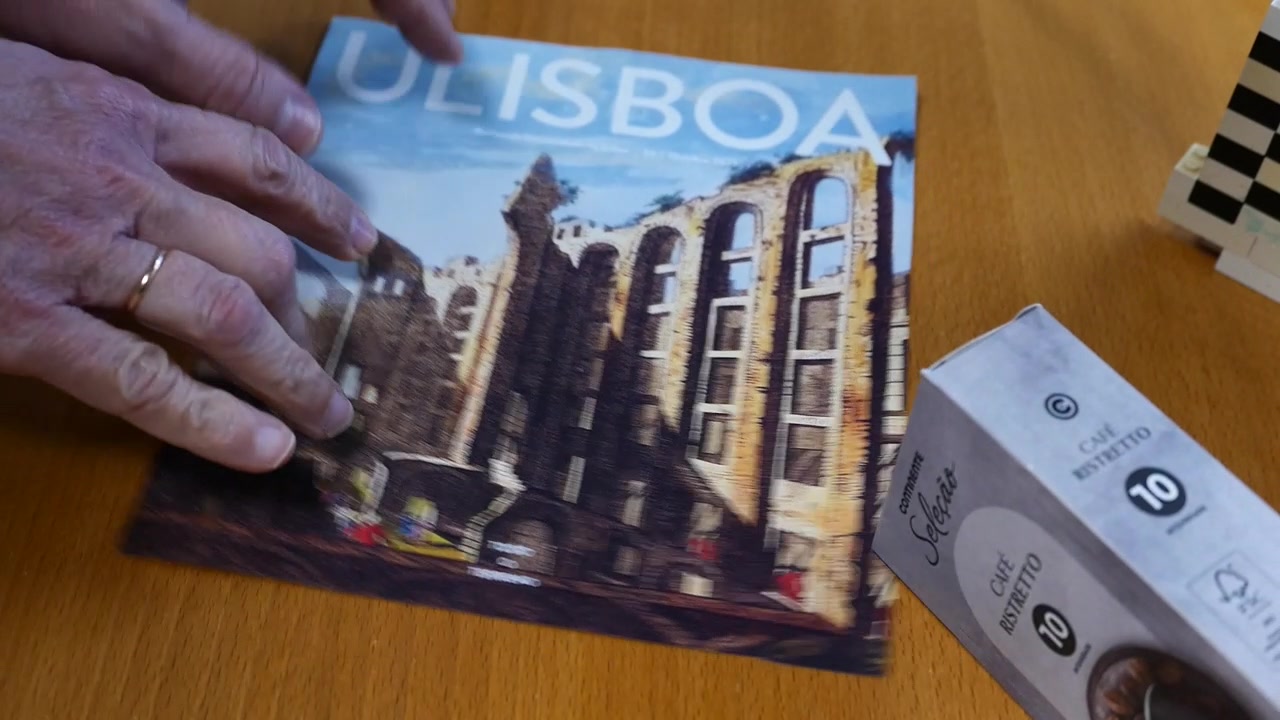 ULISBOA
©
CAFÉ
RISTRETTO
10
CONTINENTE
Seleção
CAFÉ
RISTRETTO
10